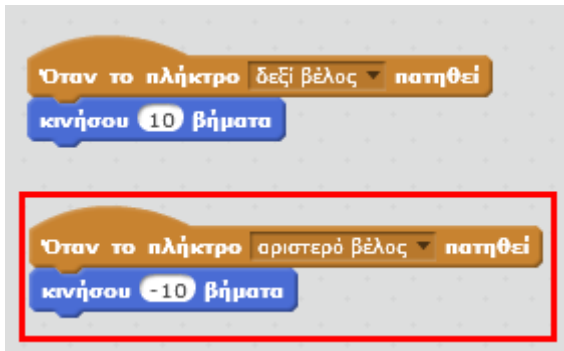 Όταν το πλήκτρο δεξί βέλος πατηθεί
κινήσου 10 βήματα
Όταν το πλήκτρο αριστερό βέλος πατηθεί
κινήσου -10 βήματα